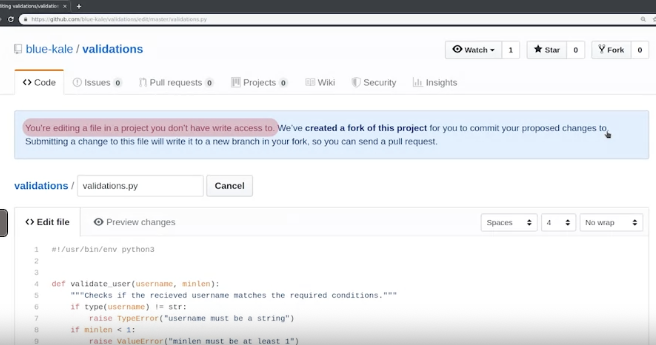 iting validations/validation
https://github.com/blue-kale/validations/edit/master/validations.py
blue-kale / validations
Watch 1 Star 0 Fork 0
Code Issues 0 Pull requests 0 Projects 0 Wiki Security Insights
You're editing a file in a project you don't have write access to. We've created a fork of this project for you to commit your proposed changes to.
Submitting a change to this file will write it to a new branch in your fork, so you can send a pull request.
validations / validations.py Cancel
Edit file Preview changes Spaces 4 No wrap
1 #!/usr/bin/env python3
2
3
4 def validate_user(username, minlen):
5 """Checks if the recieved username matches the required conditions."""
6 if type(username) != str:
7 raise TypeError("username must be a string")
8 if minlen < 1:
9 raise ValueError("minlen must be at least 1")